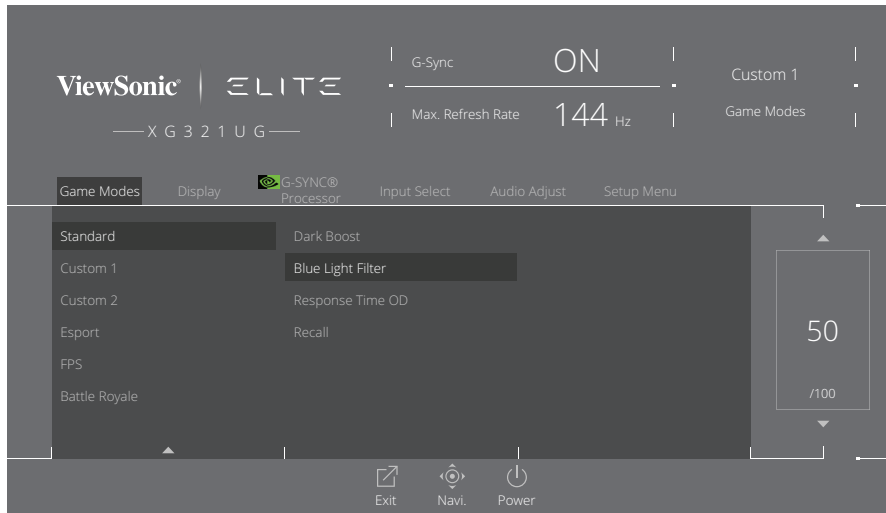 ViewSonic® ELITE
XG321UG
G-Sync ON
Max. Refresh Rate 144 Hz
Custom 1
Game Modes
Game Modes Display G-SYNC® Processor Input Select Audio Adjust Setup Menu
Standard
Custom 1
Custom 2
Esport
FPS
Battle Royale
Dark Boost
Blue Light Filter
Response Time OD
Recall
50
/100
Exit Navi. Power